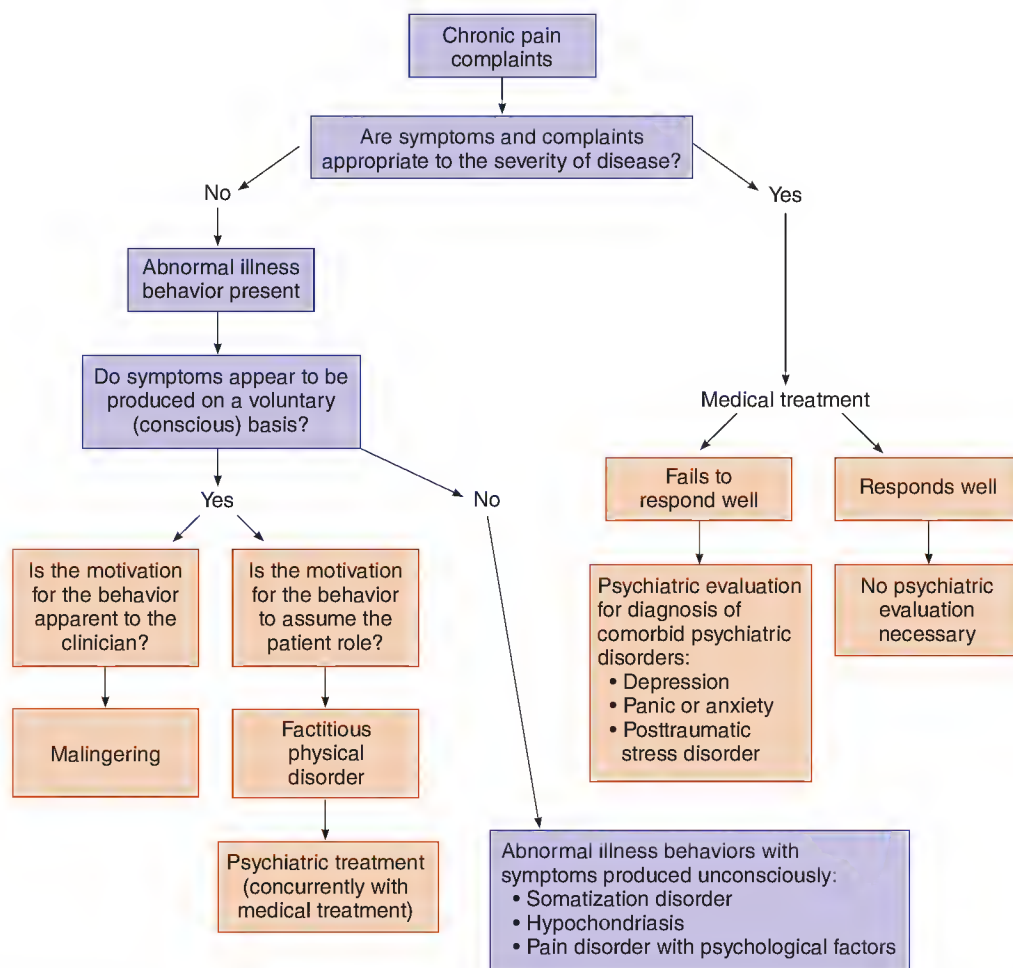 Chronic pain
complaints
Are symptoms and complaints
appropriate to the severity of disease?
No
Yes
Abnormal illness
behavior present
Do symptoms appear to be
produced on a voluntary
(conscious) basis?
Yes
No
Is the motivation
for the behavior
apparent to the
clinician?
Malingering
Is the motivation
for the behavior
to assume the
patient role?
Factitious
physical
disorder
Psychiatric treatment
(concurrently with
medical treatment)
Abnormal illness behaviors with
symptoms produced unconsciously:
• Somatization disorder
• Hypochondriasis
• Pain disorder with psychological factors
Medical treatment
Fails to
respond well
Psychiatric evaluation
for diagnosis of
comorbid psychiatric
disorders:
• Depression
• Panic or anxiety
• Posttraumatic
stress disorder
Responds well
No psychiatric
evaluation
necessary